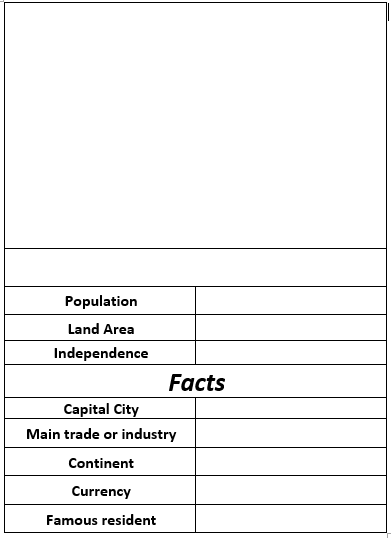 Population
Land Area
Independence
Facts
Capital City
Main trade or industry
Continent
Currency
Famous resident